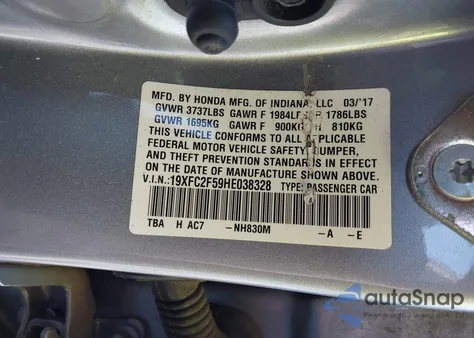 MFD. BY HONDA MFG. OF INDIANA, LLC 03/'17
GVWR 3737LBS GAWR F 1984LB R 1786LBS
GVWR 1695KG GAWR F 900KG R 810KG
THIS VEHICLE CONFORMS TO ALL APPLICABLE
FEDERAL MOTOR VEHICLE SAFETY, BUMPER,
AND THEFT PREVENTION STANDARDS IN EFFECT
ON THE DATE OF MANUFACTURE SHOWN ABOVE.
V.I.N.:19XFC2F59HE038328 TYPE: PASSENGER CAR
TBA H AC7 -NH830M -A -E
autoSnap